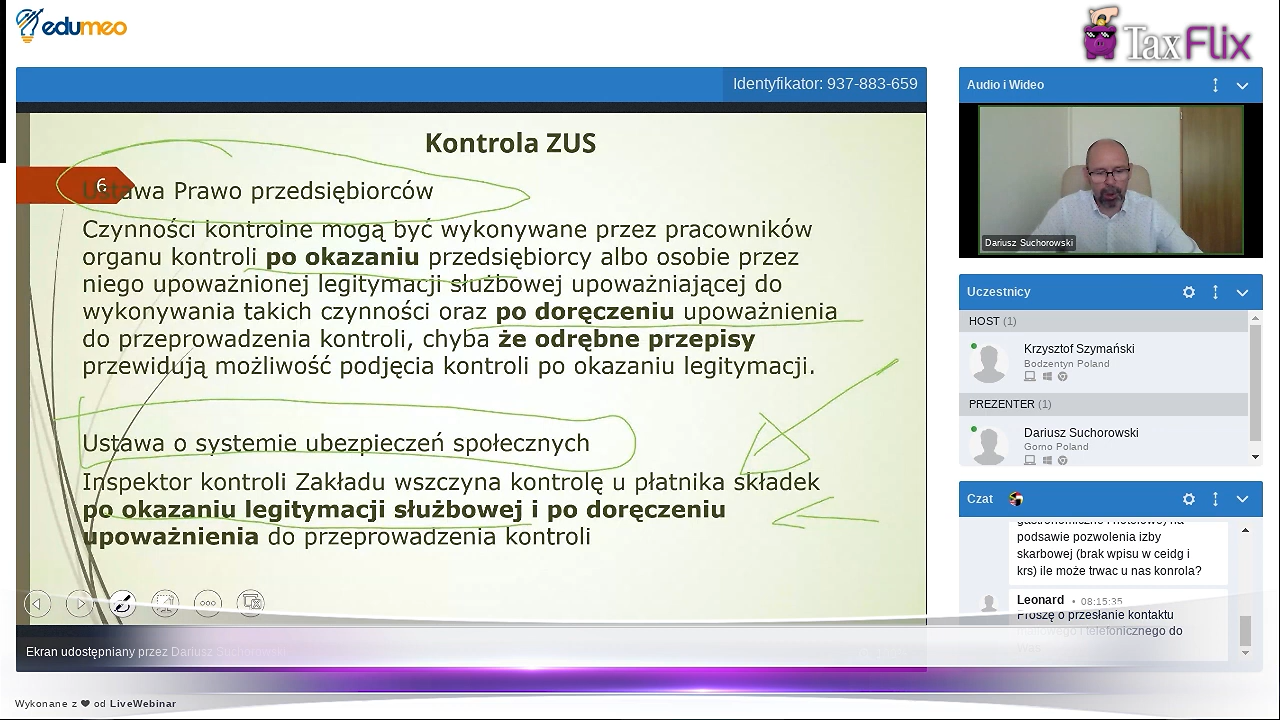 edumeo
TaxFlix
Identyfikator: 937-883-659
Kontrola ZUS
6
Ustawa Prawo przedsiębiorców
Czynności kontrolne mogą być wykonywane przez pracowników
organu kontroli po okazaniu przedsiębiorcy albo osobie przez
niego upoważnionej legitymacji służbowej upoważniającej do
wykonywania takich czynności oraz po doręczeniu upoważnienia
do przeprowadzenia kontroli, chyba że odrębne przepisy
przewidują możliwość podjęcia kontroli po okazaniu legitymacji.
Ustawa o systemie ubezpieczeń społecznych
Inspektor kontroli Zakładu wszczyna kontrolę u płatnika składek
po okazaniu legitymacji służbowej i po doręczeniu
upoważnienia do przeprowadzenia kontroli
Ekran udostępniany przez Dariusz Suchorowski
Wykonane z ❤ od LiveWebinar
Audio i Wideo
Dariusz Suchorowski
Uczestnicy
HOST (1)
Krzysztof Szymański
Bodzentyn Poland
PREZENTER (1)
Dariusz Suchorowski
Gomo Poland
Czat
podsawie pozwolenia izby
skarbowej (brak wpisu w ceidg i
krs) ile może trwac u nas konrola?
Leonard • 08:15:35
Proszę o przesłanie kontaktu
i telefonicznego do